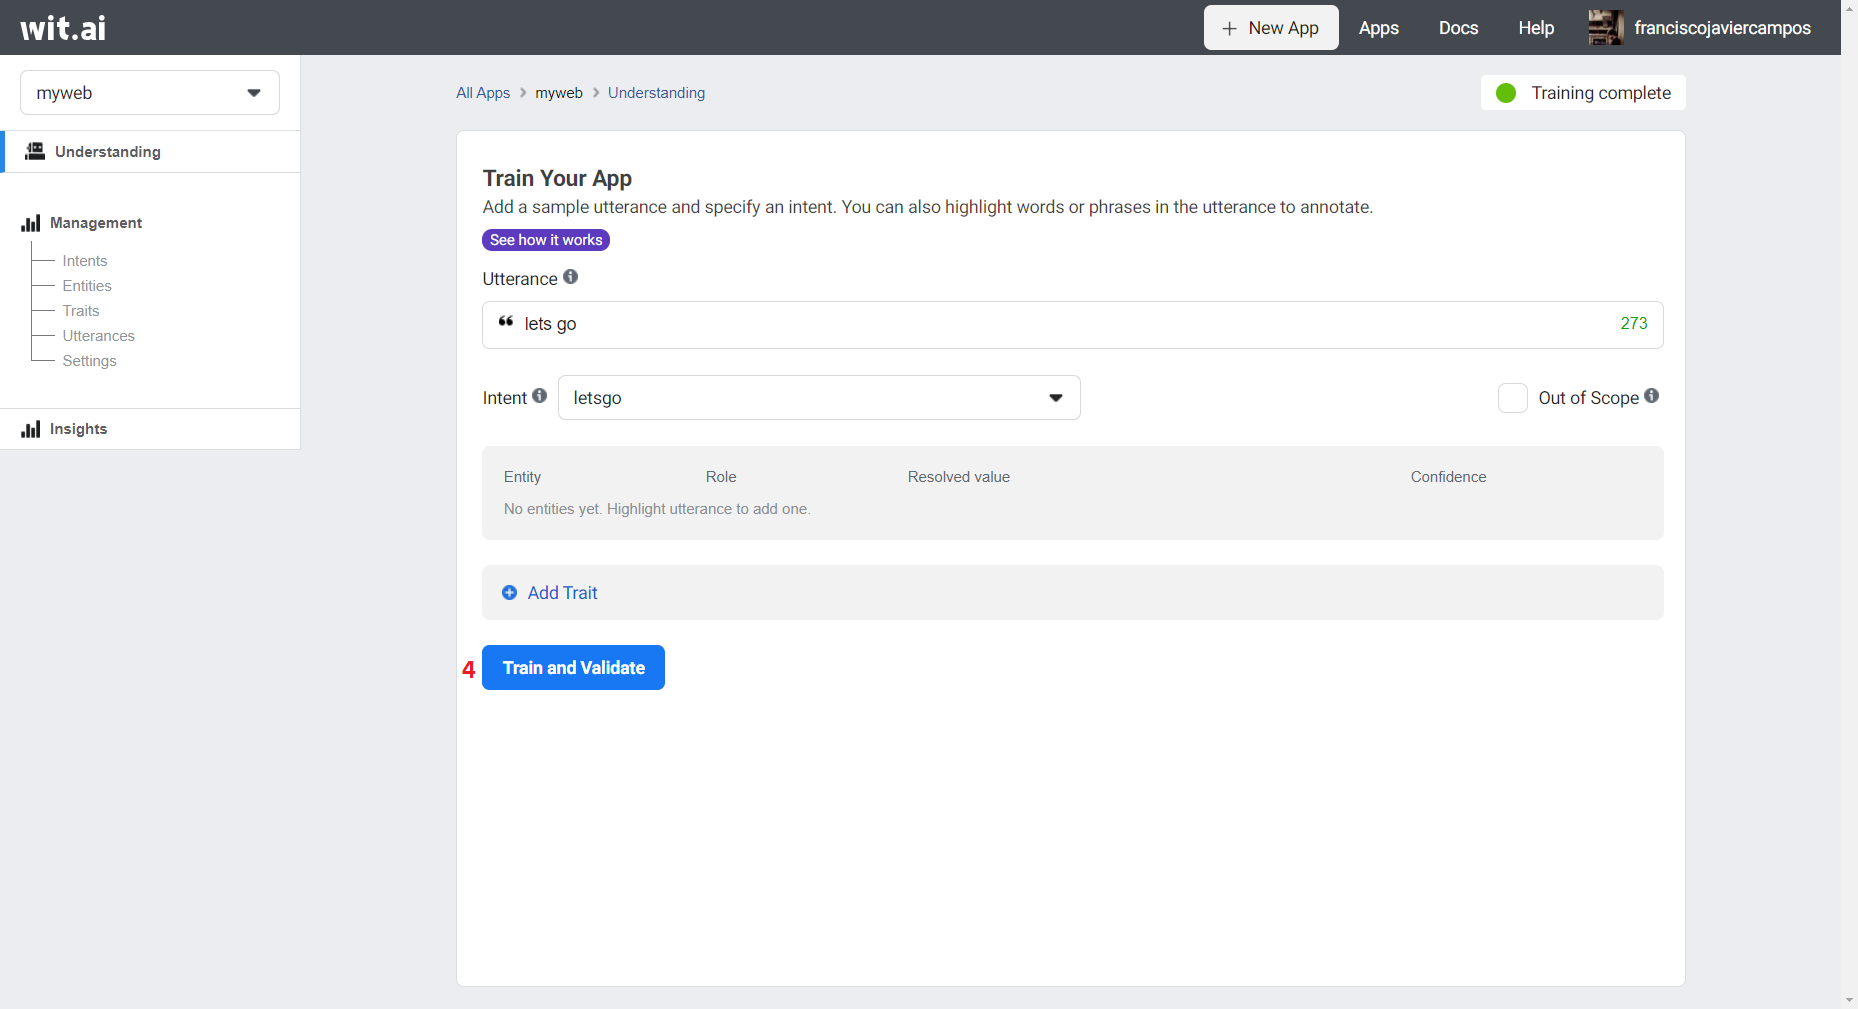 wit.ai
New App
Apps
Docs
Help
franciscojaviercampos
myweb
Understanding
Management
Intents
Entities
Traits
Utterances
Settings
Insights
All Apps > myweb > Understanding
Training complete
Train Your App
Add a sample utterance and specify an intent. You can also highlight words or phrases in the utterance to annotate.
See how it works
Utterance
lets go
273
Intent
letsgo
Out of Scope
Entity Role Resolved value Confidence
No entities yet. Highlight utterance to add one.
Add Trait
4 Train and Validate